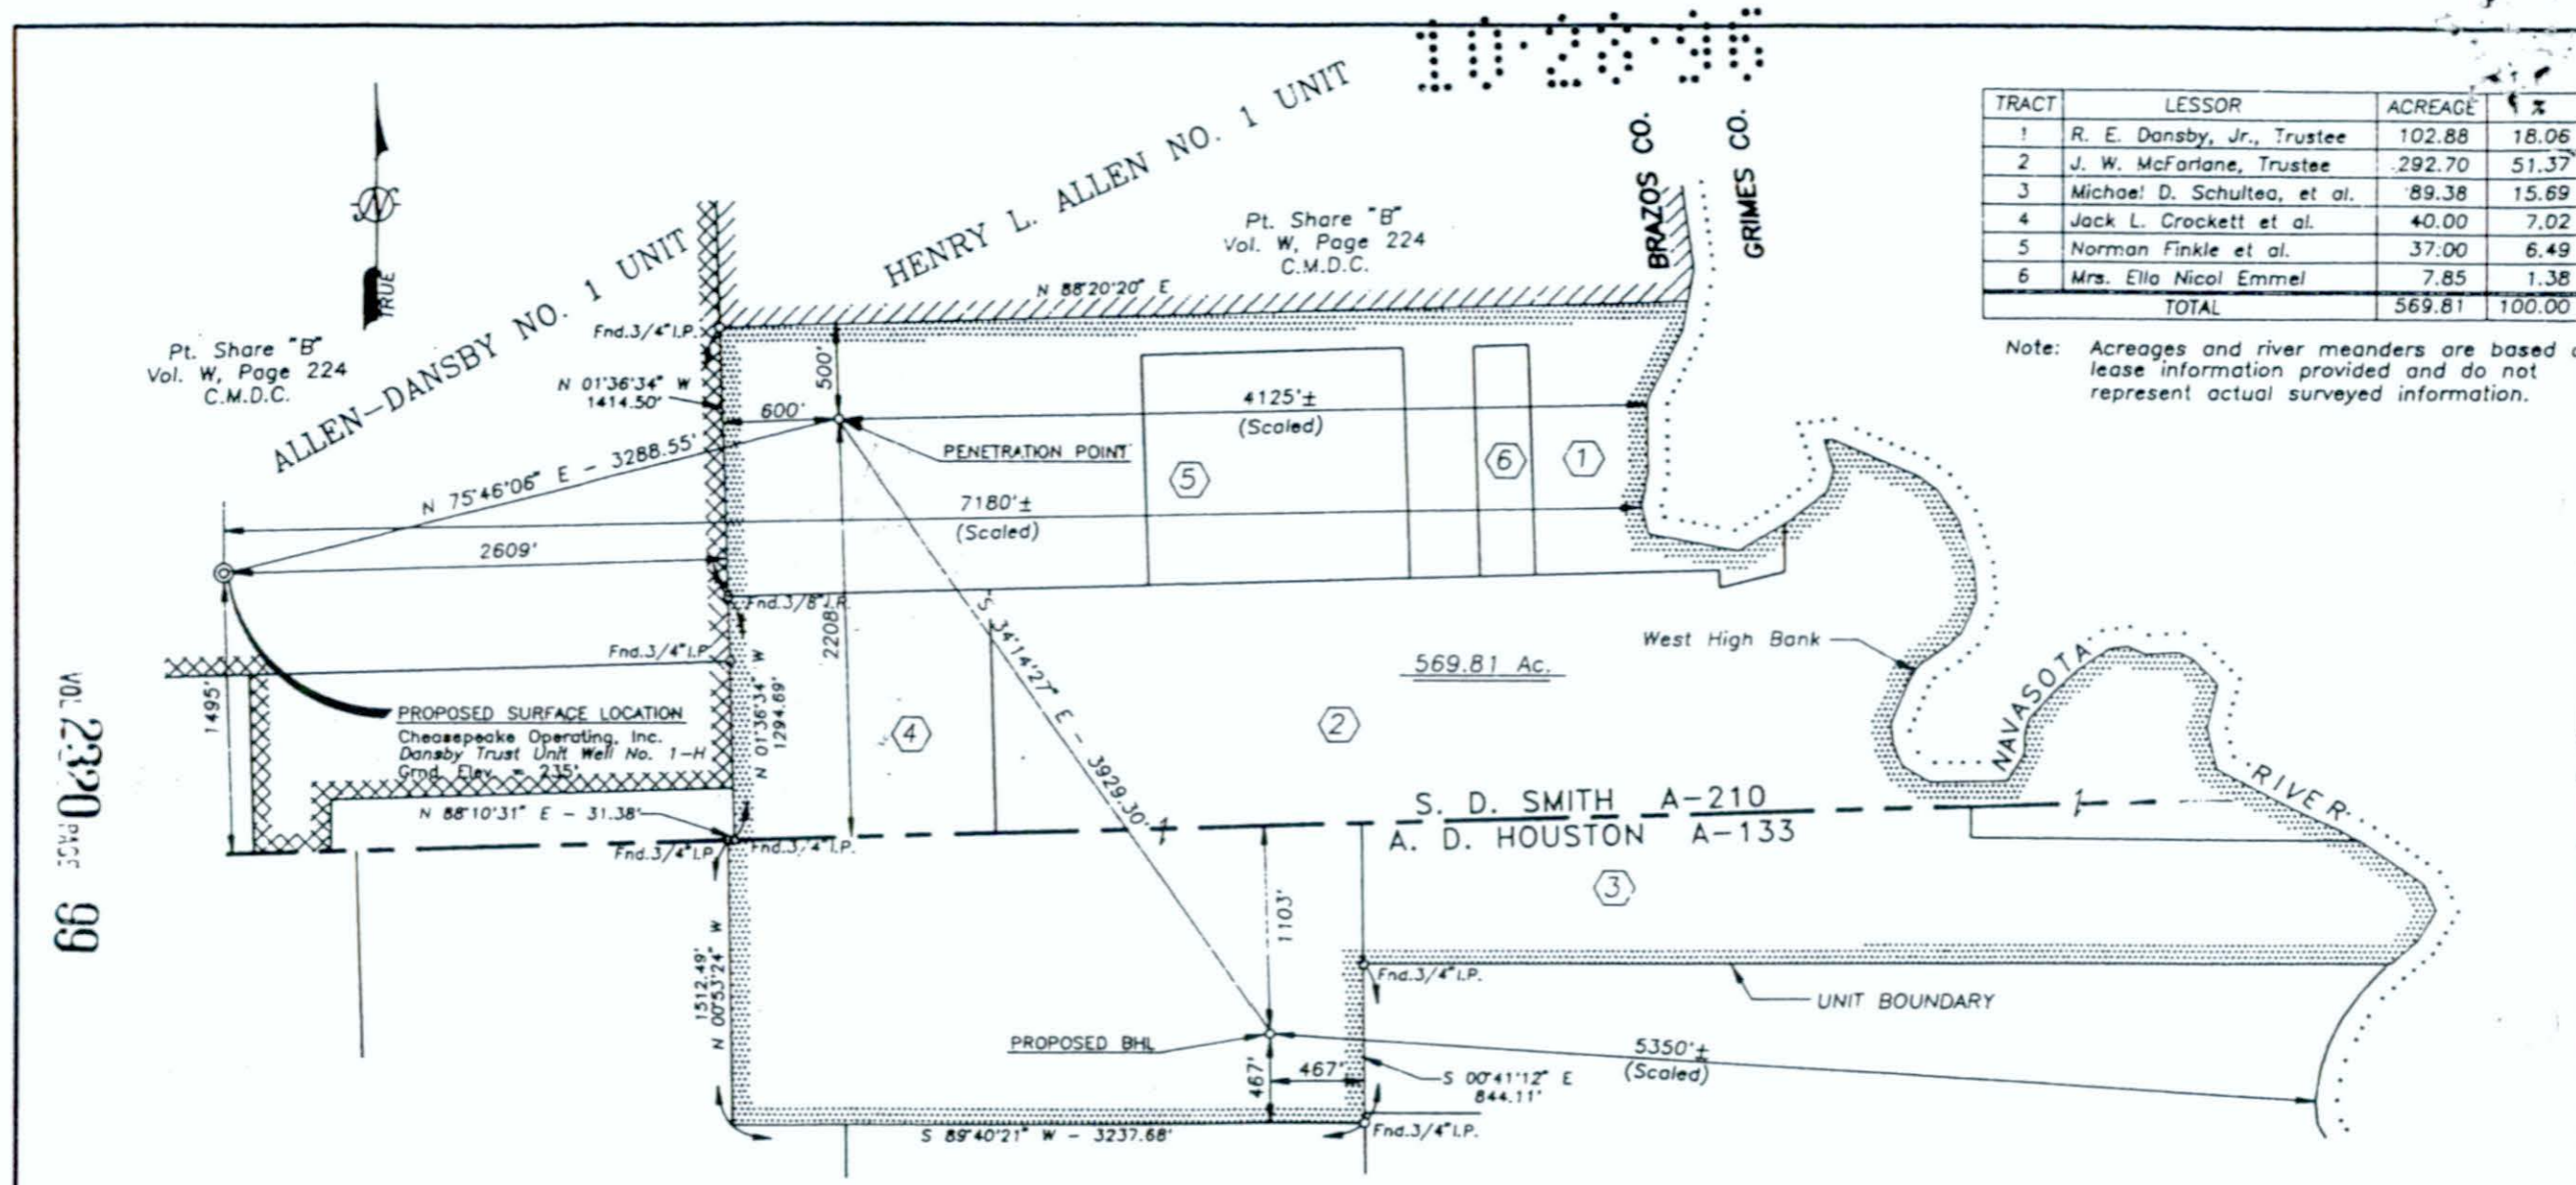 10-26-96
TRACT LESSOR ACREAGE %
1 R. E. Dansby, Jr., Trustee 102.88 18.06
2 J. W. McFarlane, Trustee 292.70 51.37
3 Michael D. Schultea, et al. 89.38 15.69
4 Jack L. Crockett et al. 40.00 7.02
5 Norman Finkle et al. 37.00 6.49
6 Mrs. Ella Nicol Emmel 7.85 1.38
TOTAL 569.81 100.00
Note: Acreages and river meanders are based
lease information provided and do not
represent actual surveyed information.
HENRY L. ALLEN NO. 1 UNIT
BRAZOS CO.
GRIMES CO.
Pt. Share "B"
Vol. W, Page 224
C.M.D.C.
N 88°20'20" E
TRUE
ALLEN-DANSBY NO. 1 UNIT
Pt. Share "B"
Vol. W, Page 224
C.M.D.C.
Fnd.3/4"I.P.
N 01°36'34" W
1414.50'
500'
600'
4125'±
(Scaled)
PENETRATION POINT
N 75°46'06" E - 3288.55'
7180'±
(Scaled)
5
6
1
2609'
Fnd.3/8"I.R.
2208'
S 34°14'27" E - 3929.30'
Fnd.3/4"I.P.
1495'
N 01°36'34" W
1294.69'
PROPOSED SURFACE LOCATION
Cheasepeake Operating, Inc.
Dansby Trust Unit Well No. 1-H
Grnd. Elev. = 235'
4
2
569.81 Ac.
West High Bank
NAVASOTA
RIVER
N 88°10'31" E - 31.38'
Fnd.3/4"I.P.
Fnd.3/4"I.P.
S. D. SMITH A-210
A. D. HOUSTON A-133
3
1103'
1512.49'
N 00°53'24" W
Fnd.3/4"I.P.
UNIT BOUNDARY
PROPOSED BHL
467'
467'
5350'±
(Scaled)
S 00°41'12" E
844.11'
S 89°40'21" W - 3237.68'
Fnd.3/4"I.P.
VOL 2320 PAGE 99